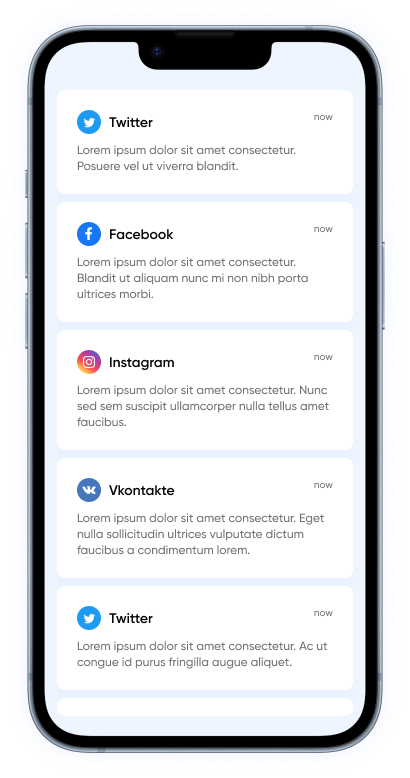 Twitter
now
Lorem ipsum dolor sit amet consectetur.
Posuere vel ut viverra blandit.
Facebook
now
Lorem ipsum dolor sit amet consectetur.
Blandit ut aliquam nunc mi non nibh porta
ultrices morbi.
Instagram
now
Lorem ipsum dolor sit amet consectetur. Nunc
sed sem suscipit ullamcorper nulla tellus amet
faucibus.
Vkontakte
now
Lorem ipsum dolor sit amet consectetur. Eget
nulla sollicitudin ultrices vulputate dictum
faucibus a condimentum lorem.
Twitter
now
Lorem ipsum dolor sit amet consectetur. Ac ut
congue id purus fringilla augue aliquet.